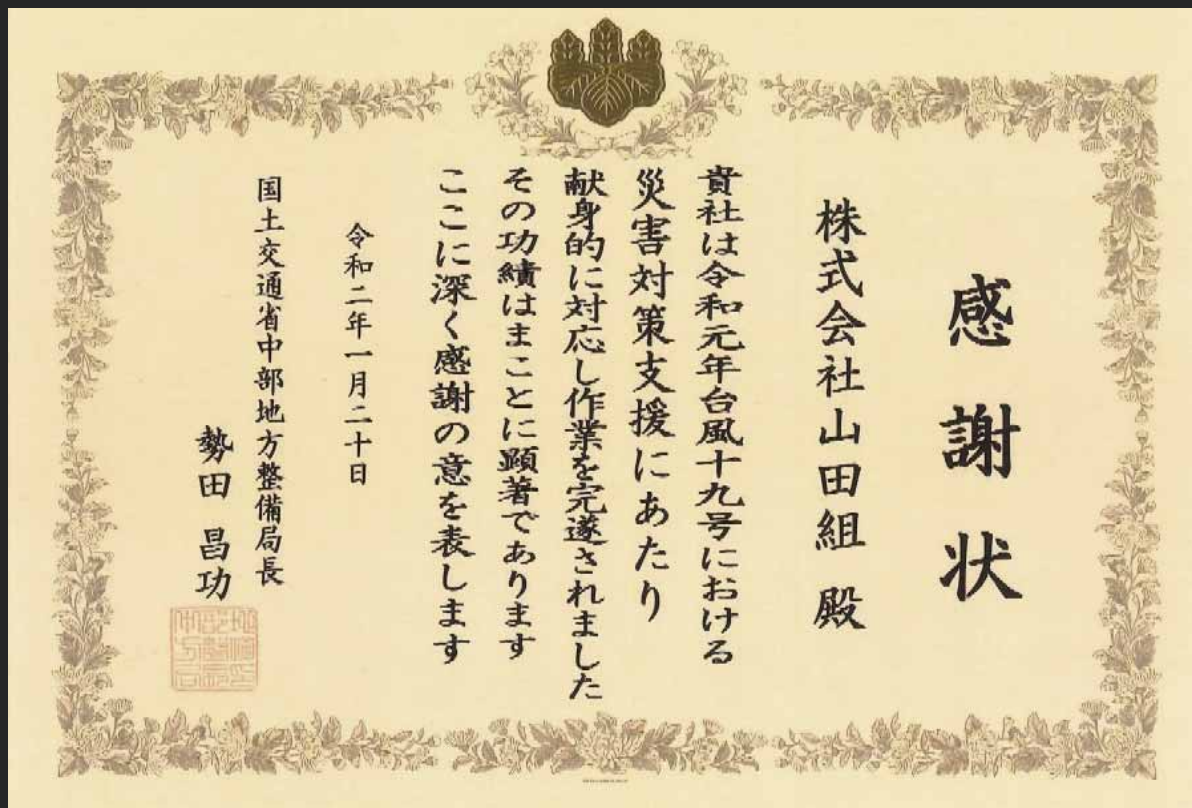 感謝状
株式会社山田組 殿
貴社は令和元年台風十九号における
災害対策支援にあたり
献身的に対応し作業を完遂されました
その功績はまことに顕著であります
ここに深く感謝の意を表します
令和二年一月二十日
国土交通省中部地方整備局長
勢田 昌功